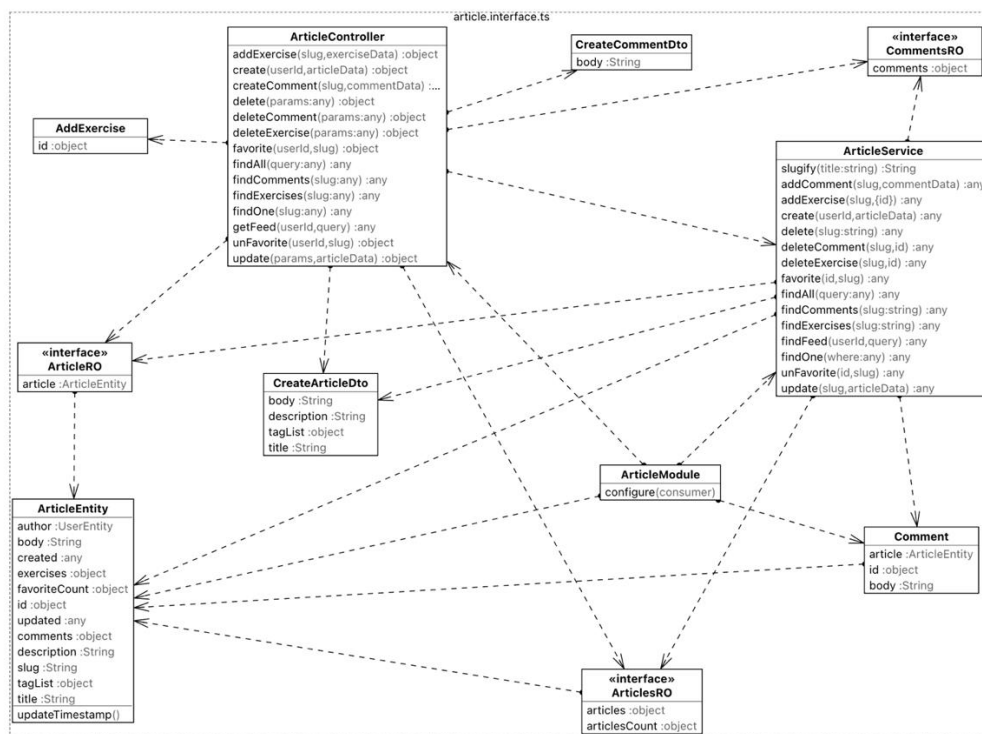 article.interface.ts
ArticleController
addExercise(slug,exerciseData) :object
create(userId,articleData) :object
createComment(slug,commentData) :...
delete(params:any) :object
deleteComment(params:any) :object
deleteExercise(params:any) :object
favorite(userId,slug) :object
findAll(query:any) :any
findComments(slug:any) :any
findExercises(slug:any) :any
findOne(slug:any) :any
getFeed(userId,query) :any
unFavorite(userId,slug) :object
update(params,articleData) :object
CreateCommentDto
body :String
«interface»
CommentsRO
comments :object
AddExercise
id :object
ArticleService
slugify(title:string) :String
addComment(slug,commentData) :any
addExercise(slug,{id}) :any
create(userId,articleData) :any
delete(slug:string) :any
deleteComment(slug,id) :any
deleteExercise(slug,id) :any
favorite(id,slug) :any
findAll(query:any) :any
findComments(slug:string) :any
findExercises(slug:string) :any
findFeed(userId,query) :any
findOne(where:any) :any
unFavorite(id,slug) :any
update(slug,articleData) :any
«interface»
ArticleRO
article :ArticleEntity
CreateArticleDto
body :String
description :String
tagList :object
title :String
ArticleModule
configure(consumer)
ArticleEntity
author :UserEntity
body :String
created :any
exercises :object
favoriteCount :object
id :object
updated :any
comments :object
description :String
slug :String
tagList :object
title :String
updateTimestamp()
Comment
article :ArticleEntity
id :object
body :String
«interface»
ArticlesRO
articles :object
articlesCount :object